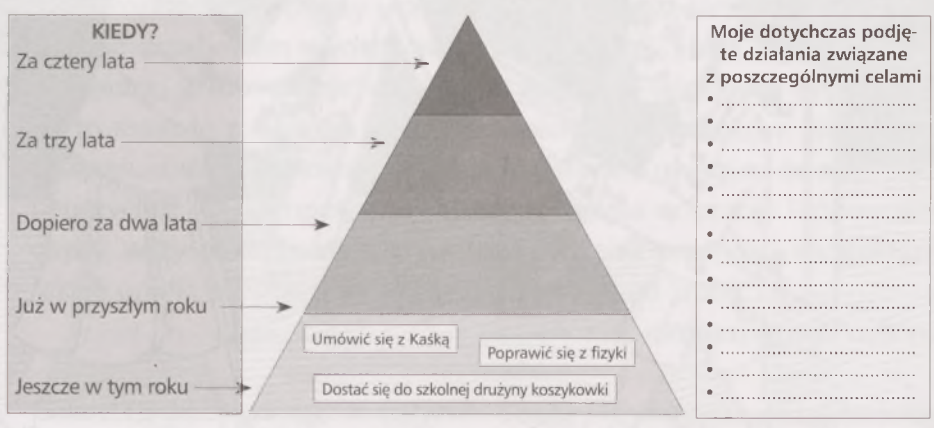 KIEDY?
Za cztery lata
Za trzy lata
Dopiero za dwa lata
Już w przyszłym roku
Jeszcze w tym roku
Umówić się z Kaśką
Poprawić się z fizyki
Dostać się do szkolnej drużyny koszykowki
Moje dotychczas podję-
te działania związane
z poszczególnymi celami